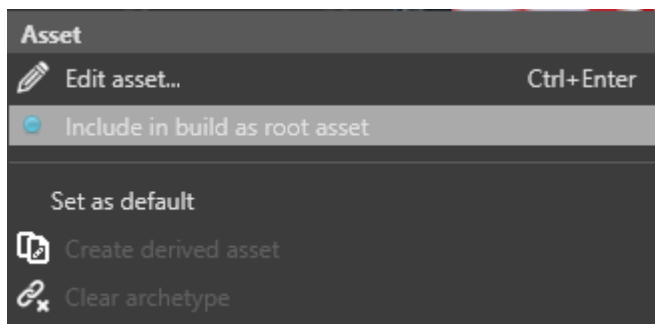 Asset
Edit asset... Ctrl+Enter
Include in build as root asset
Set as default
Create derived asset
Clear archetype